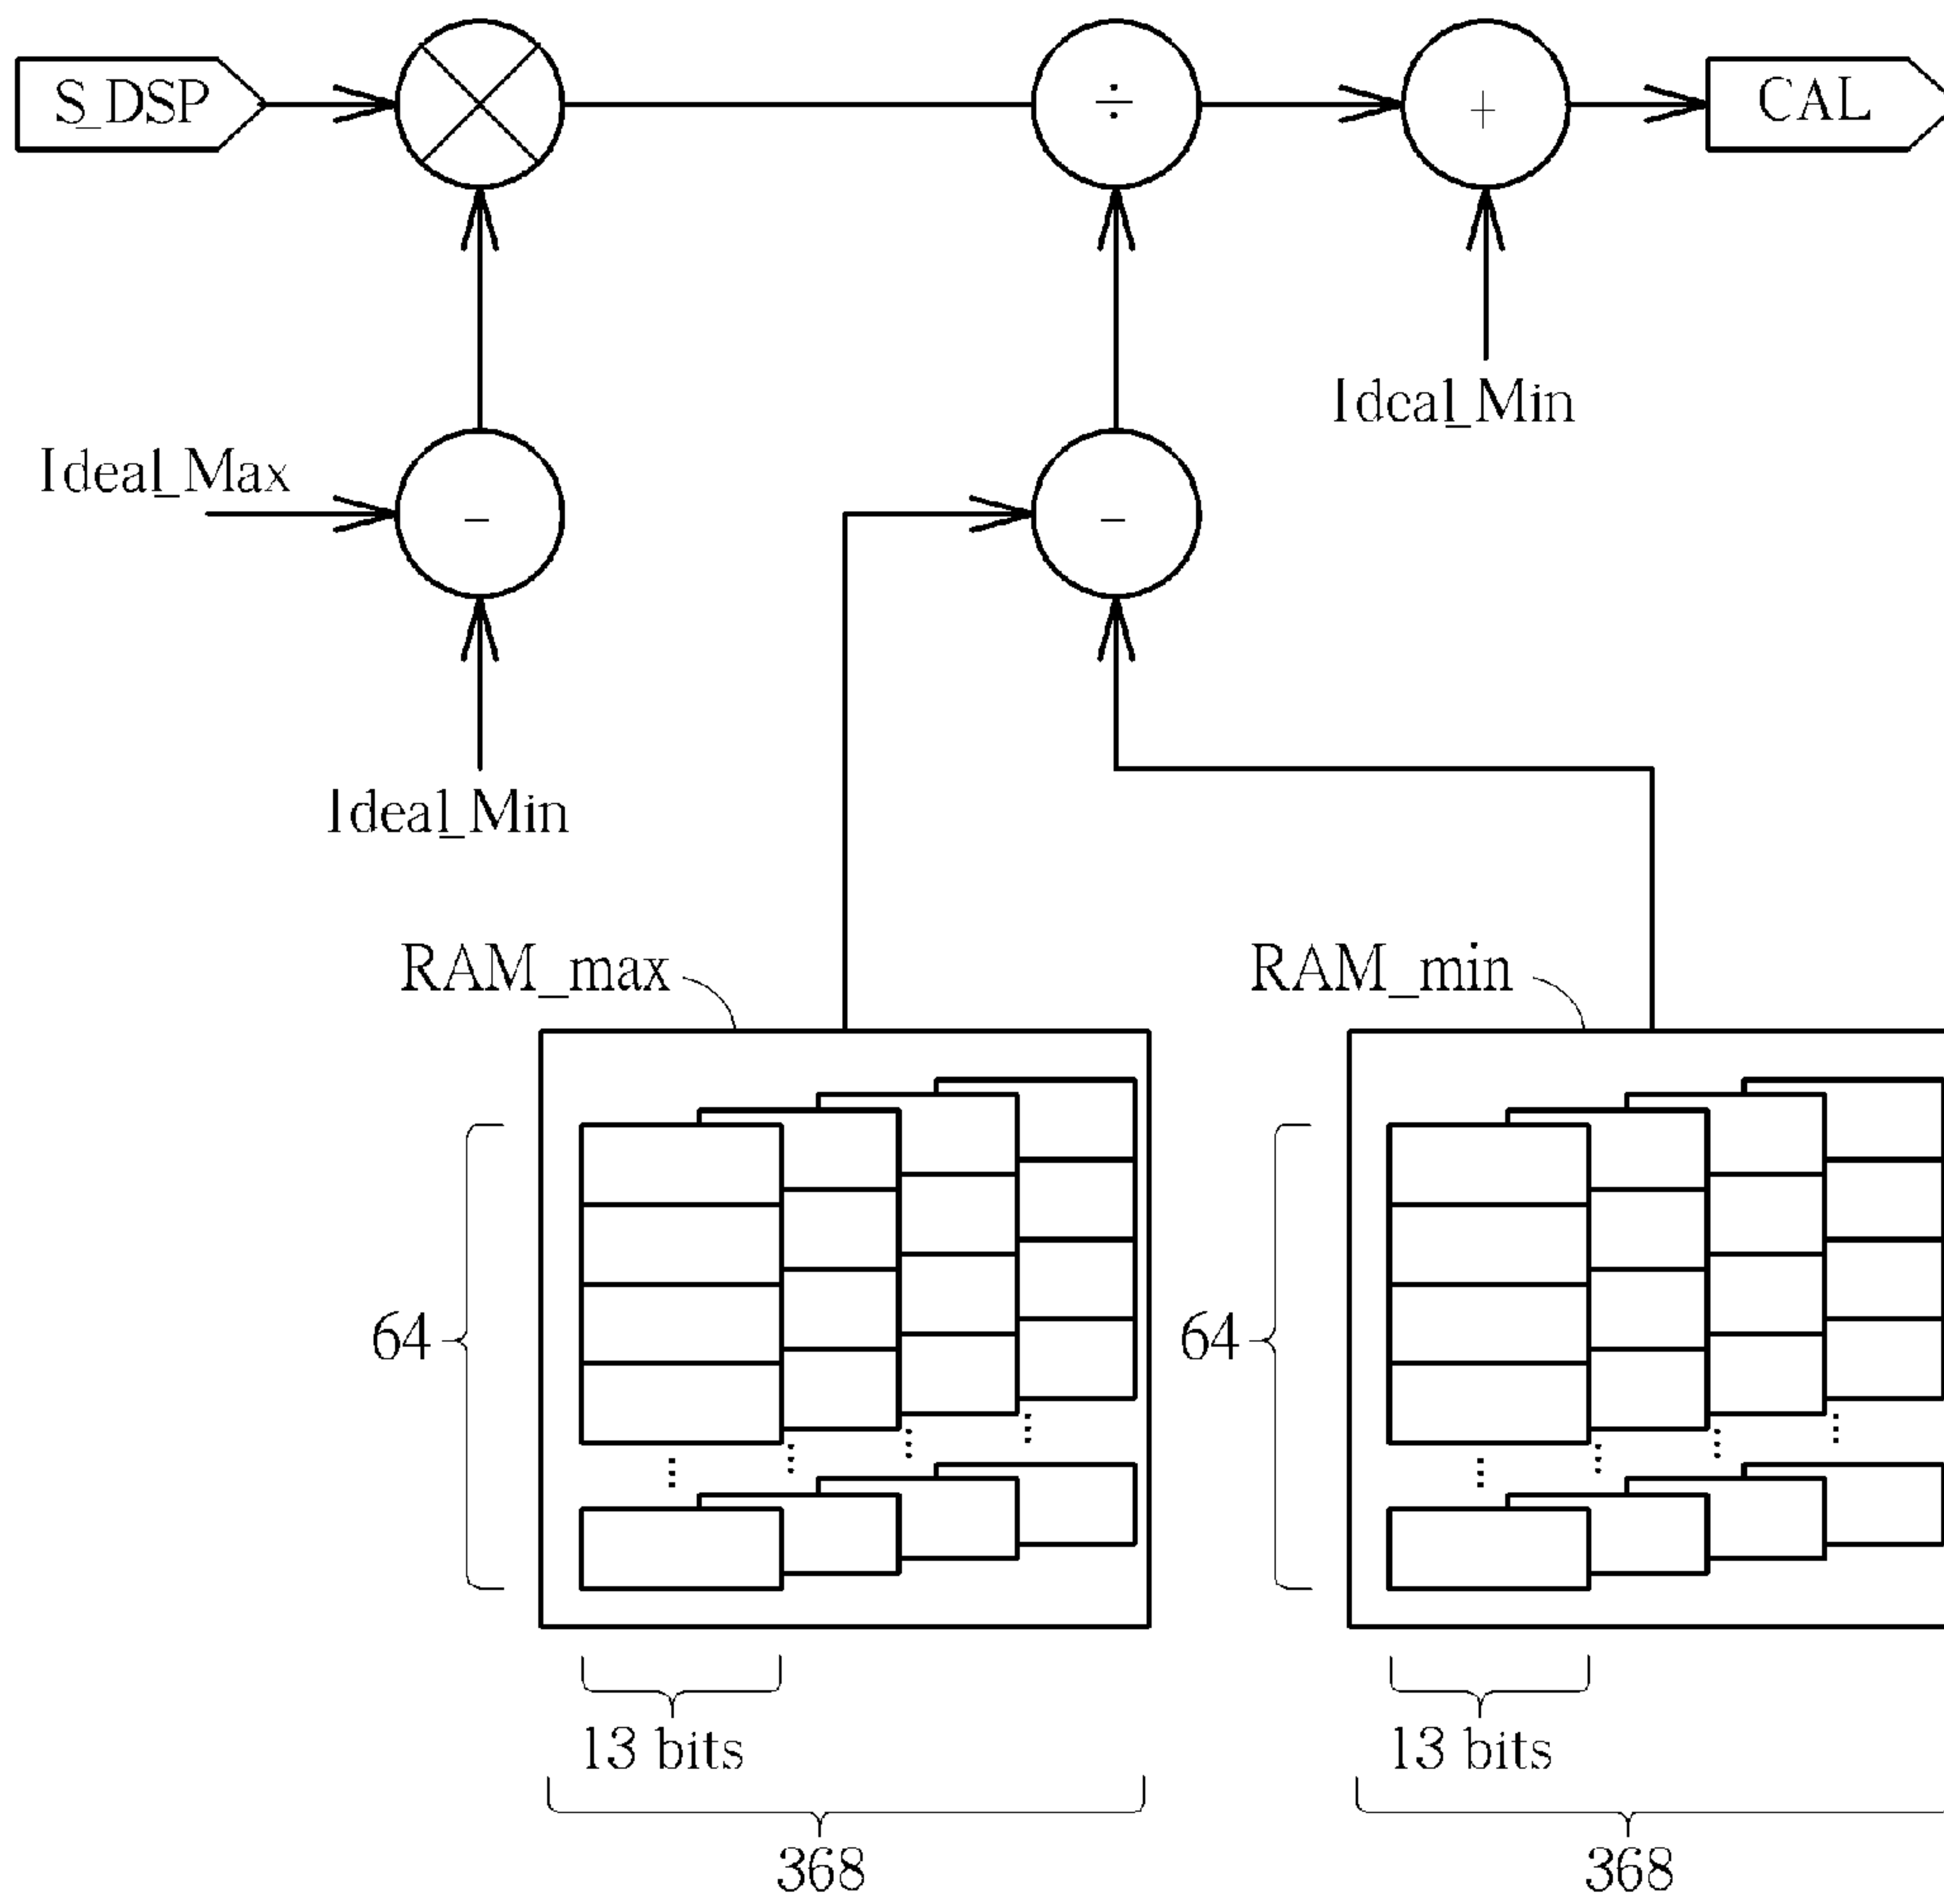 S_DSP
÷
+
CAL
Ideal_Min
Ideal_Max
-
-
Ideal_Min
RAM_max
RAM_min
64
64
13 bits
13 bits
368
368